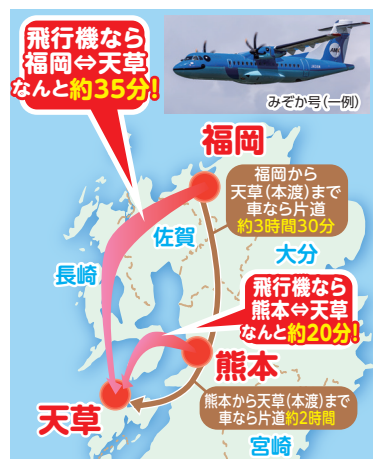 飛行機なら
福岡⇔天草
なんと約35分!
みぞか号(一例)
福岡
福岡から
天草(本渡)まで
車なら片道
約3時間30分
佐賀
大分
長崎
飛行機なら
熊本⇔天草
なんと約20分!
熊本
天草
熊本から天草(本渡)まで
車なら片道約2時間
宮崎